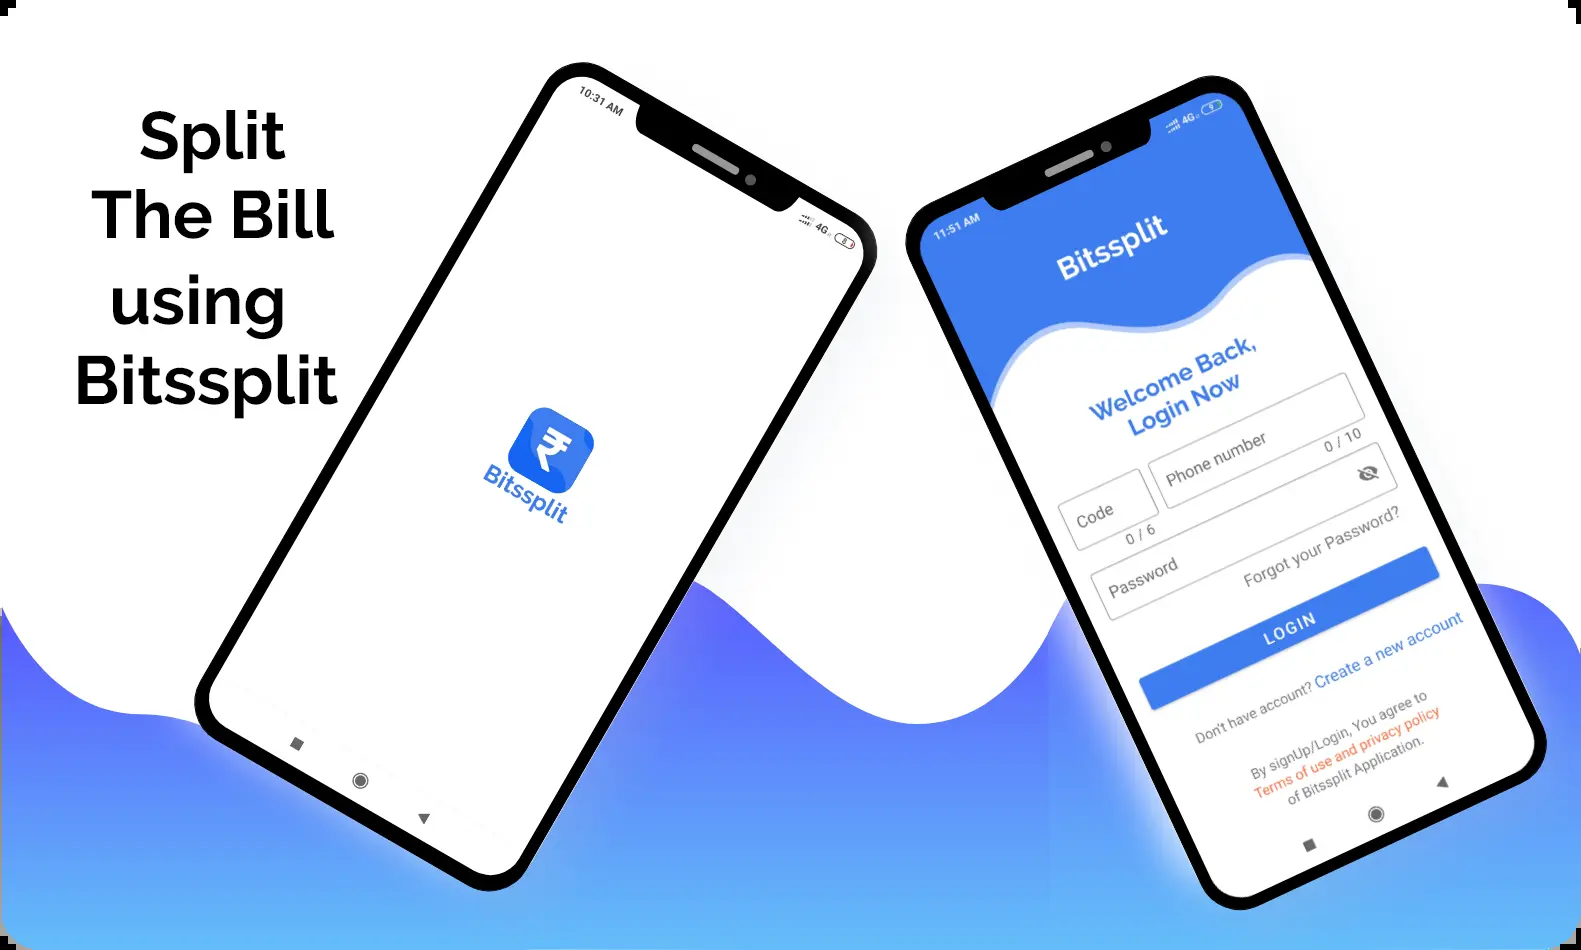 Split
The Bill
using
Bitssplit
10:31 AM
4G
8
₹
Bitssplit
11:51 AM
4G
9
Bitssplit
Welcome Back,
Login Now
Code
0 / 6
Phone number
0 / 10
Password
Forgot your Password?
LOGIN
Don't have account? Create a new account
By signUp/Login, You agree to
Terms of use and privacy policy
of Bitssplit Application.